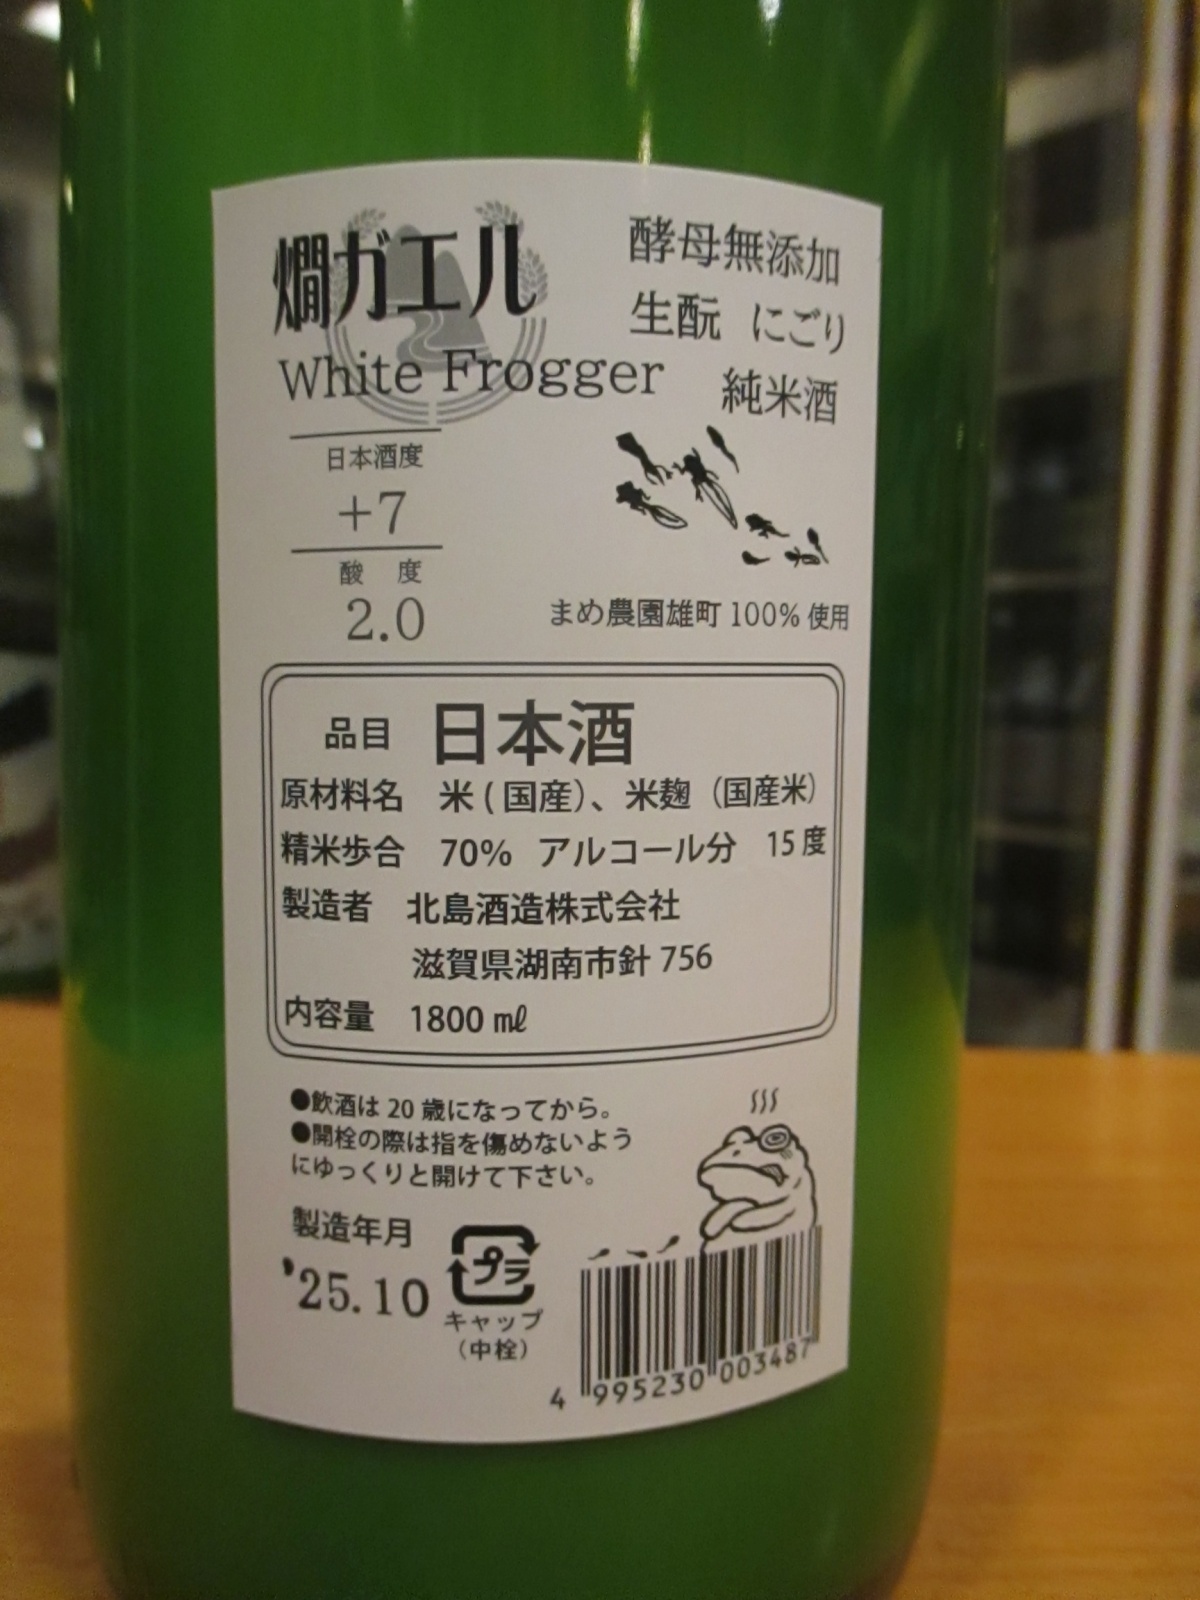 燗ガエル
White Frogger
酵母無添加
生酛 にごり
純米酒
日本酒度
+7
酸 度
2.0
まめ農園雄町 100% 使用
品目 日本酒
原材料名 米 ( 国産)、米麹 (国産米)
精米歩合 70% アルコール分 15 度
製造者 北島酒造株式会社
滋賀県湖南市針 756
内容量 1800 ㎖
●飲酒は 20 歳になってから。
●開栓の際は指を傷めないよう
にゆっくりと開けて下さい。
製造年月
'25.10
プラ
キャップ
(中栓)
4 995230 003487